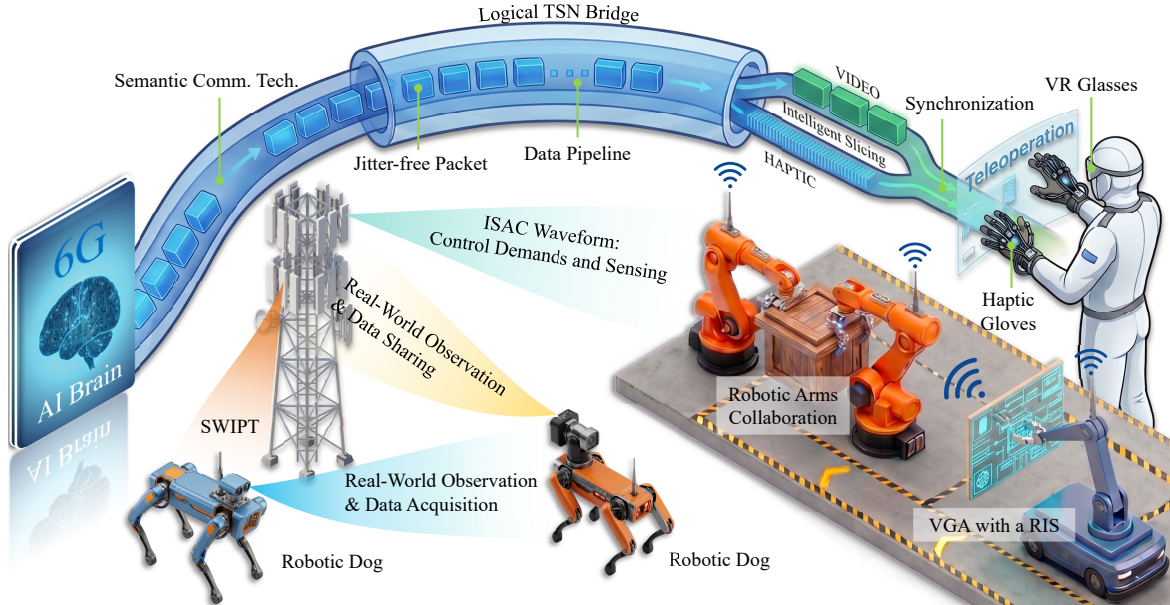 Logical TSN Bridge
Semantic Comm. Tech.
Jitter-free Packet
Data Pipeline
VIDEO
Intelligent Slicing
HAPTIC
Synchronization
VR Glasses
Teleoperation
Haptic
Gloves
6G
AI Brain
AI Brain
ISAC Waveform:
Control Demands and Sensing
Real-World Observation
& Data Sharing
SWIPT
Real-World Observation
& Data Acquisition
Robotic Dog
Robotic Dog
Robotic Arms
Collaboration
VGA with a RIS